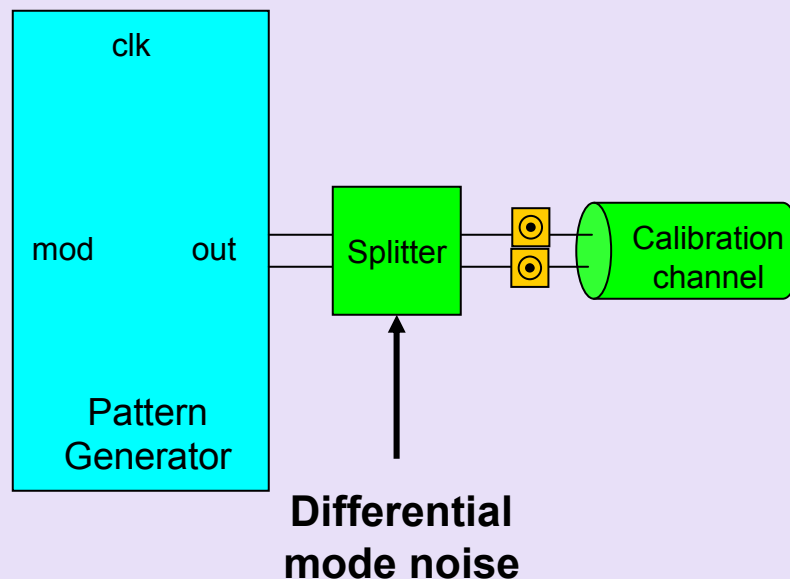 clk
mod
out
Splitter
Calibration
channel
Pattern
Generator
Differential
mode noise